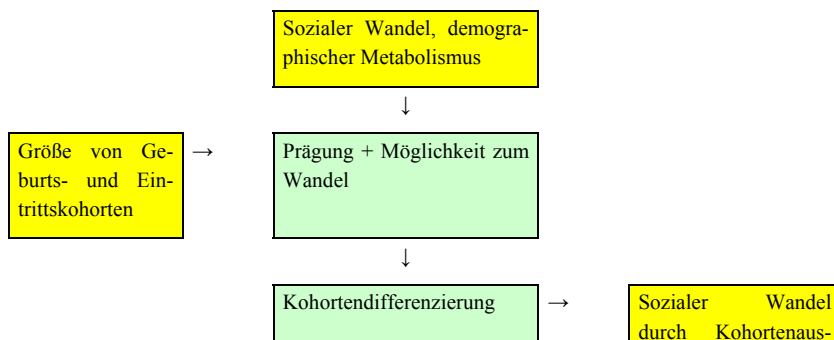 Sozialer Wandel, demogra-
phischer Metabolismus
↓
Größe von Ge-
burts- und Ein-
trittskohorten
→
Prägung + Möglichkeit zum
Wandel
↓
Kohortendifferenzierung
→
Sozialer Wandel
durch Kohortenaus-